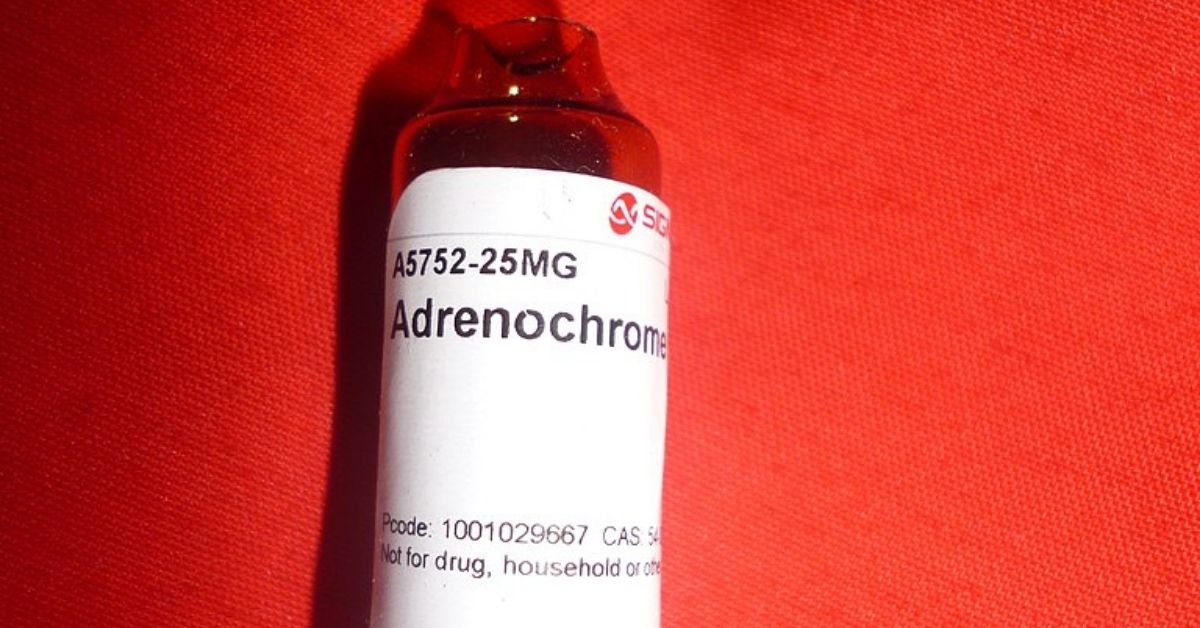 SIG
A5752-25MG
Adrenochrome
Pcode: 1001029667 CAS: 54
Not for drug, household or othe